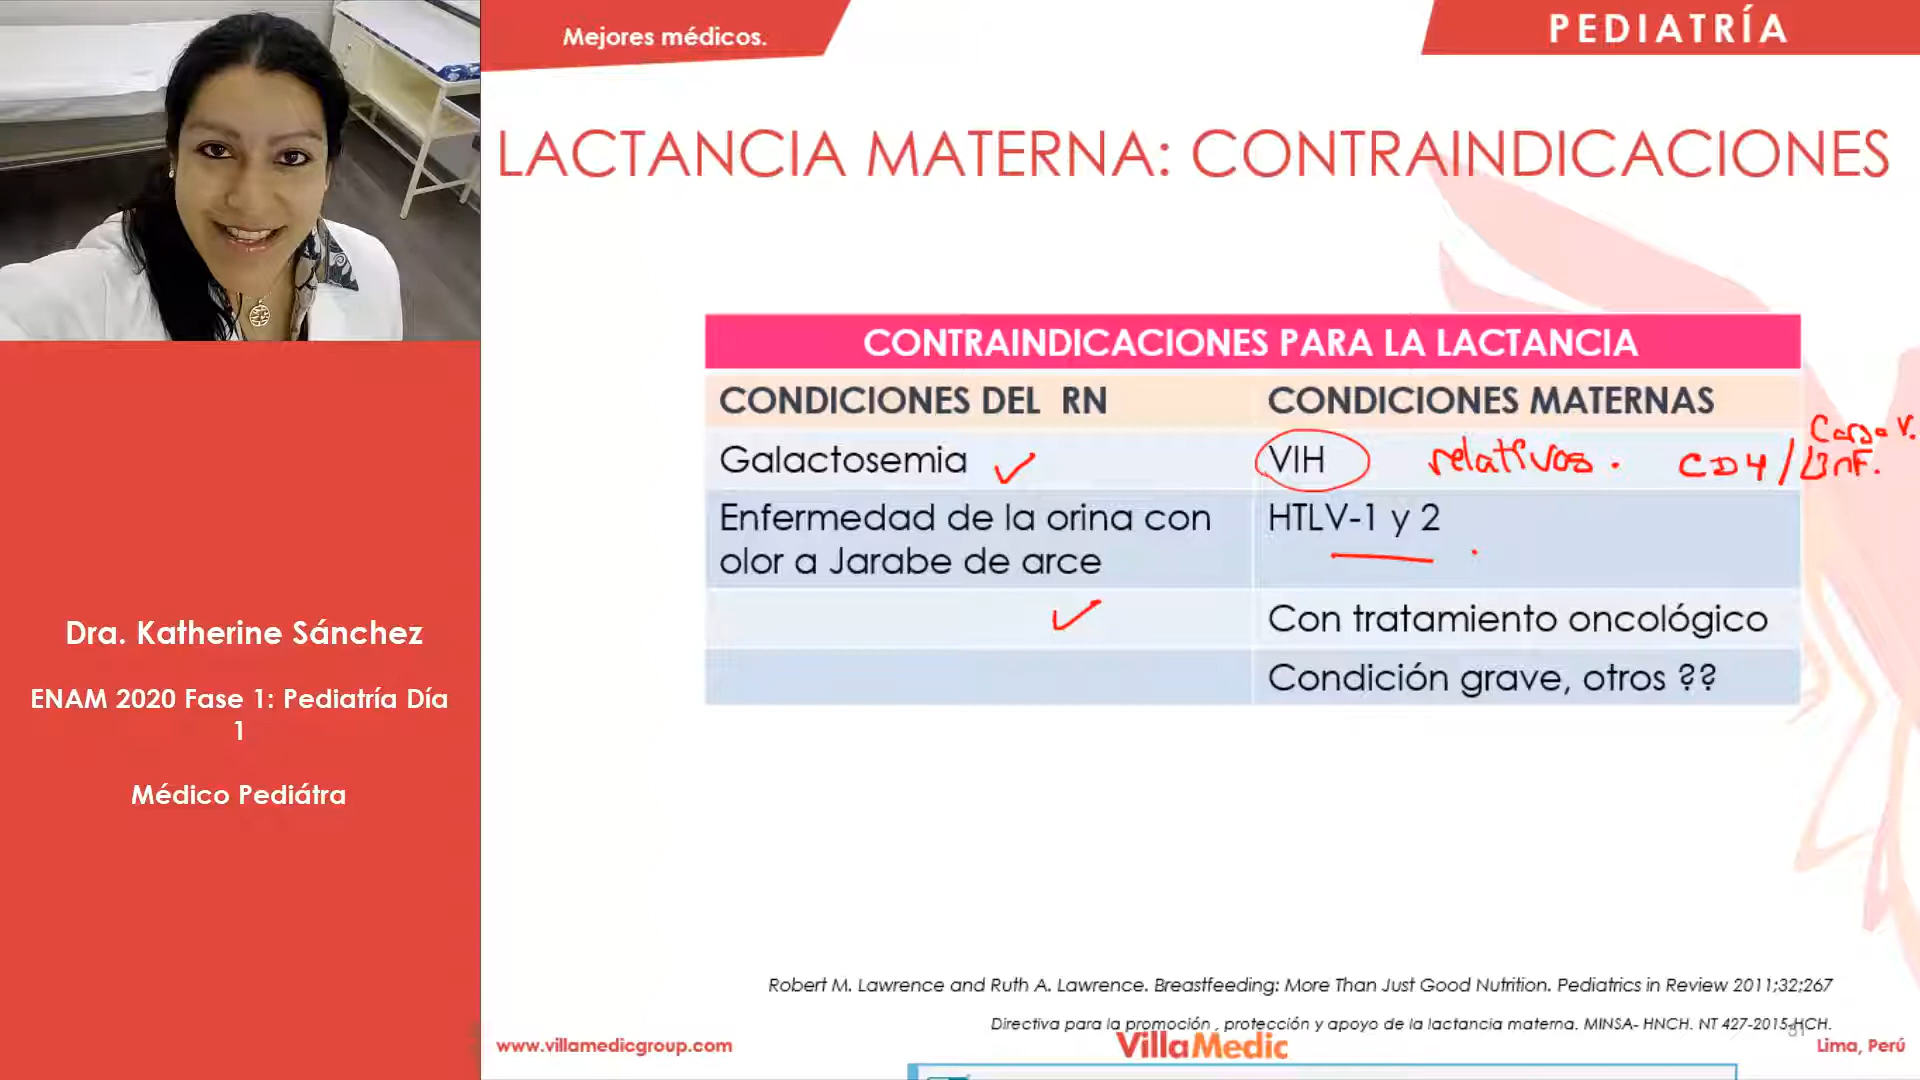 Mejores médicos.
PEDIATRÍA
LACTANCIA MATERNA: CONTRAINDICACIONES
CONTRAINDICACIONES PARA LA LACTANCIA
CONDICIONES DEL RN
CONDICIONES MATERNAS
Galactosemia
VIH
relativos.
CD4 /
Carga V.
Linf.
Enfermedad de la orina con
olor a Jarabe de arce
HTLV-1 y 2
Con tratamiento oncológico
Condición grave, otros ??
Dra. Katherine Sánchez
ENAM 2020 Fase 1: Pediatría Día
1
Médico Pediátra
Robert M. Lawrence and Ruth A. Lawrence. Breastfeeding: More Than Just Good Nutrition. Pediatrics in Review 2011;32;267
Directiva para la promoción , protección y apoyo de la lactancia materna. MINSA- HNCH. NT 427-2015-HCH.
81
www.villamedicgroup.com
VillaMedic
Lima, Perú